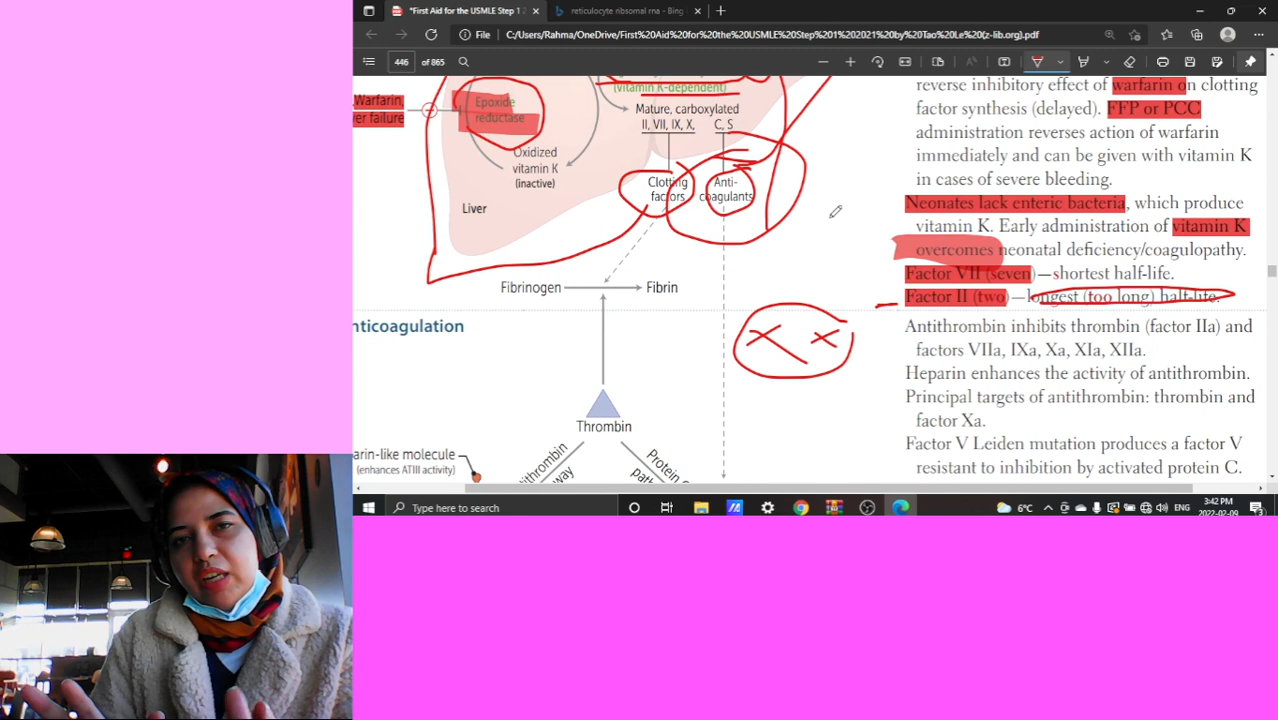 *First Aid for the USMLE Step 1 2
reticulocyte ribsomal rna - Bing
File
C:/Users/Rahma/OneDrive/First%20Aid%20for%20the%20USMLE%20Step%201%202021%20by%20Tao%20Le%20(z-lib.org).pdf
446 of 865
(vitamin K-dependent)
Warfarin,
ver failure
Epoxide
reductase
Mature, carboxylated
II, VII, IX, X, C, S
Oxidized
vitamin K
(inactive)
Clotting
factors
Anti-
coagulants
Liver
Fibrinogen Fibrin
nticoagulation
Thrombin
arin-like molecule
(enhances ATIII activity)
ithrombin
way
Protein
reverse inhibitory effect of warfarin on clotting
factor synthesis (delayed). FFP or PCC
administration reverses action of warfarin
immediately and can be given with vitamin K
in cases of severe bleeding.
Neonates lack enteric bacteria, which produce
vitamin K. Early administration of vitamin K
overcomes neonatal deficiency/coagulopathy.
Factor VII (seven)—shortest half-life.
Factor II (two)—longest (too long) half-life.
Antithrombin inhibits thrombin (factor IIa) and
factors VIIa, IXa, Xa, XIa, XIIa.
Heparin enhances the activity of antithrombin.
Principal targets of antithrombin: thrombin and
factor Xa.
Factor V Leiden mutation produces a factor V
resistant to inhibition by activated protein C.
Type here to search
6°C
ENG
3:42 PM
2022-02-09